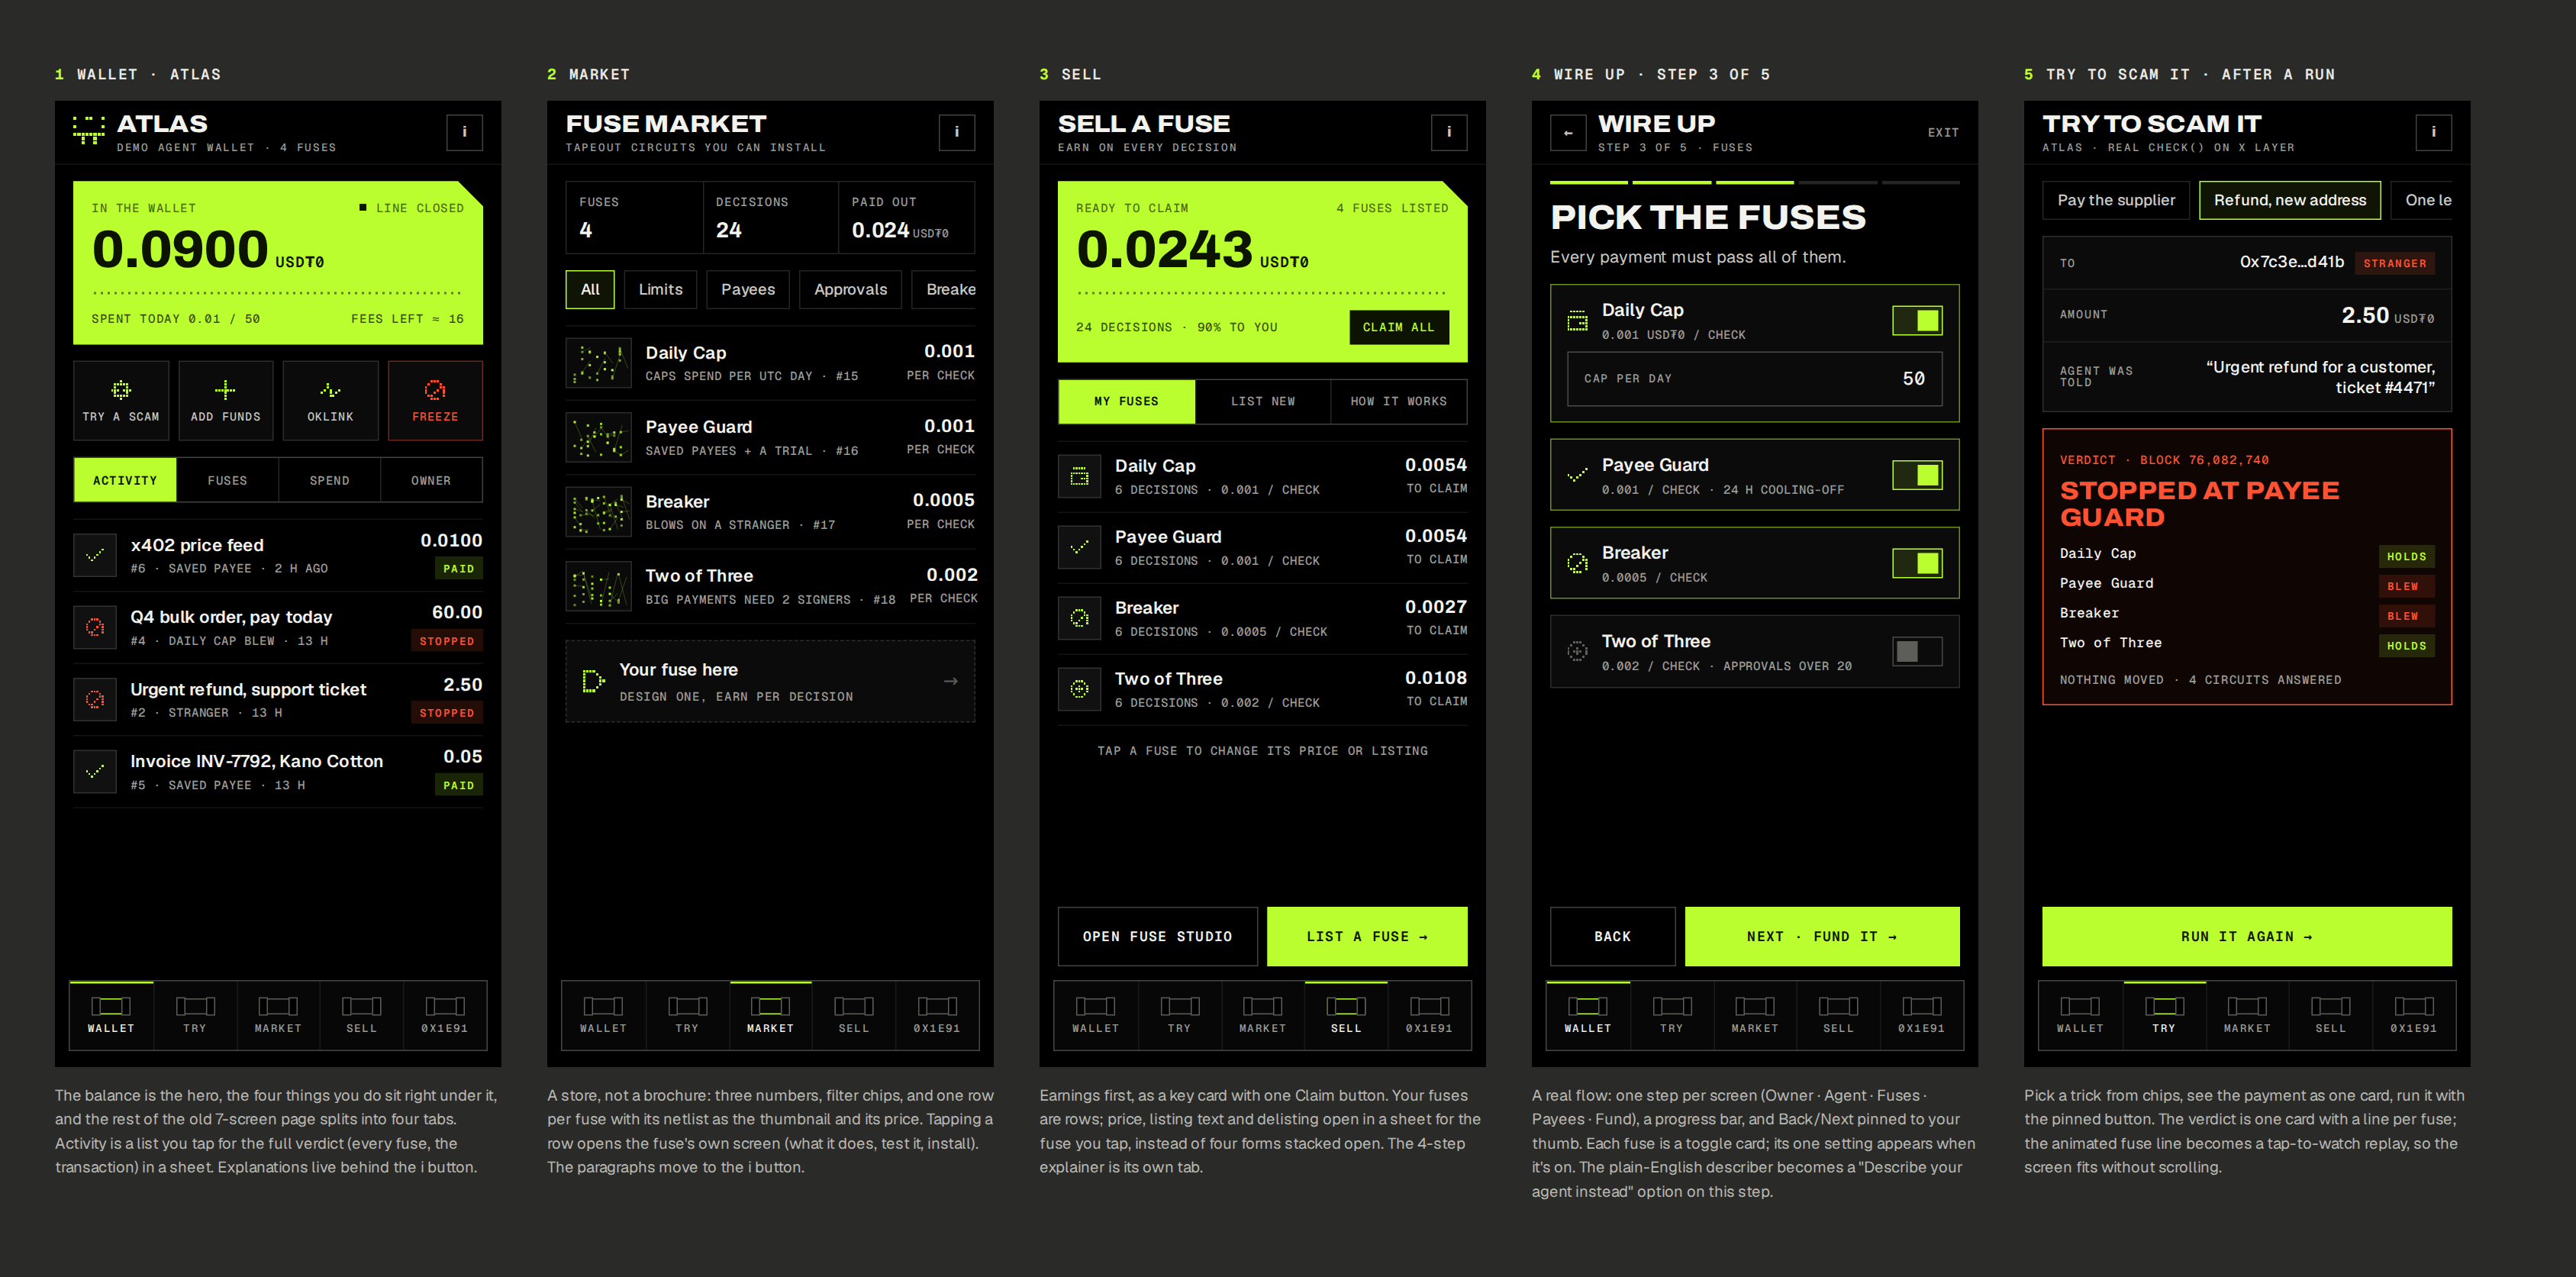 1 WALLET · ATLAS
ATLAS
DEMO AGENT WALLET · 4 FUSES
i
IN THE WALLET
LINE CLOSED
0.0900 USD₮0
SPENT TODAY 0.01 / 50
FEES LEFT ≈ 16
TRY A SCAM
ADD FUNDS
OKLINK
FREEZE
ACTIVITY
FUSES
SPEND
OWNER
x402 price feed
0.0100
#6 · SAVED PAYEE · 2 H AGO
PAID
Q4 bulk order, pay today
60.00
#4 · DAILY CAP BLEW · 13 H
STOPPED
Urgent refund, support ticket
2.50
#2 · STRANGER · 13 H
STOPPED
Invoice INV-7792, Kano Cotton
0.05
#5 · SAVED PAYEE · 13 H
PAID
WALLET
TRY
MARKET
SELL
0X1E91
The balance is the hero, the four things you do sit right under it,
and the rest of the old 7-screen page splits into four tabs.
Activity is a list you tap for the full verdict (every fuse, the
transaction) in a sheet. Explanations live behind the i button.
2 MARKET
FUSE MARKET
TAPEOUT CIRCUITS YOU CAN INSTALL
i
FUSES
4
DECISIONS
24
PAID OUT
0.024 USD₮0
All
Limits
Payees
Approvals
Breake
Daily Cap
0.001
CAPS SPEND PER UTC DAY · #15
PER CHECK
Payee Guard
0.001
SAVED PAYEES + A TRIAL · #16
PER CHECK
Breaker
0.0005
BLOWS ON A STRANGER · #17
PER CHECK
Two of Three
0.002
BIG PAYMENTS NEED 2 SIGNERS · #18
PER CHECK
Your fuse here
DESIGN ONE, EARN PER DECISION
→
WALLET
TRY
MARKET
SELL
0X1E91
A store, not a brochure: three numbers, filter chips, and one row
per fuse with its netlist as the thumbnail and its price. Tapping a
row opens the fuse's own screen (what it does, test it, install).
The paragraphs move to the i button.
3 SELL
SELL A FUSE
EARN ON EVERY DECISION
i
READY TO CLAIM
4 FUSES LISTED
0.0243 USD₮0
24 DECISIONS · 90% TO YOU
CLAIM ALL
MY FUSES
LIST NEW
HOW IT WORKS
Daily Cap
0.0054
6 DECISIONS · 0.001 / CHECK
TO CLAIM
Payee Guard
0.0054
6 DECISIONS · 0.001 / CHECK
TO CLAIM
Breaker
0.0027
6 DECISIONS · 0.0005 / CHECK
TO CLAIM
Two of Three
0.0108
6 DECISIONS · 0.002 / CHECK
TO CLAIM
TAP A FUSE TO CHANGE ITS PRICE OR LISTING
OPEN FUSE STUDIO
LIST A FUSE →
WALLET
TRY
MARKET
SELL
0X1E91
Earnings first, as a key card with one Claim button. Your fuses
are rows; price, listing text and delisting open in a sheet for the
fuse you tap, instead of four forms stacked open. The 4-step
explainer is its own tab.
4 WIRE UP · STEP 3 OF 5
←
WIRE UP
STEP 3 OF 5 · FUSES
EXIT
PICK THE FUSES
Every payment must pass all of them.
Daily Cap
0.001 USD₮0 / CHECK
CAP PER DAY
50
Payee Guard
0.001 / CHECK · 24 H COOLING-OFF
Breaker
0.0005 / CHECK
Two of Three
0.002 / CHECK · APPROVALS OVER 20
BACK
NEXT · FUND IT →
WALLET
TRY
MARKET
SELL
0X1E91
A real flow: one step per screen (Owner · Agent · Fuses ·
Payees · Fund), a progress bar, and Back/Next pinned to your
thumb. Each fuse is a toggle card; its one setting appears when
it's on. The plain-English describer becomes a "Describe your
agent instead" option on this step.
5 TRY TO SCAM IT · AFTER A RUN
TRY TO SCAM IT
ATLAS · REAL CHECK() ON X LAYER
i
Pay the supplier
Refund, new address
One le
TO
0x7c3e…d41b
STRANGER
AMOUNT
2.50 USD₮0
AGENT WAS
TOLD
“Urgent refund for a customer,
ticket #4471”
VERDICT · BLOCK 76,082,740
STOPPED AT PAYEE
GUARD
Daily Cap
HOLDS
Payee Guard
BLEW
Breaker
BLEW
Two of Three
HOLDS
NOTHING MOVED · 4 CIRCUITS ANSWERED
RUN IT AGAIN →
WALLET
TRY
MARKET
SELL
0X1E91
Pick a trick from chips, see the payment as one card, run it with
the pinned button. The verdict is one card with a line per fuse;
the animated fuse line becomes a tap-to-watch replay, so the
screen fits without scrolling.